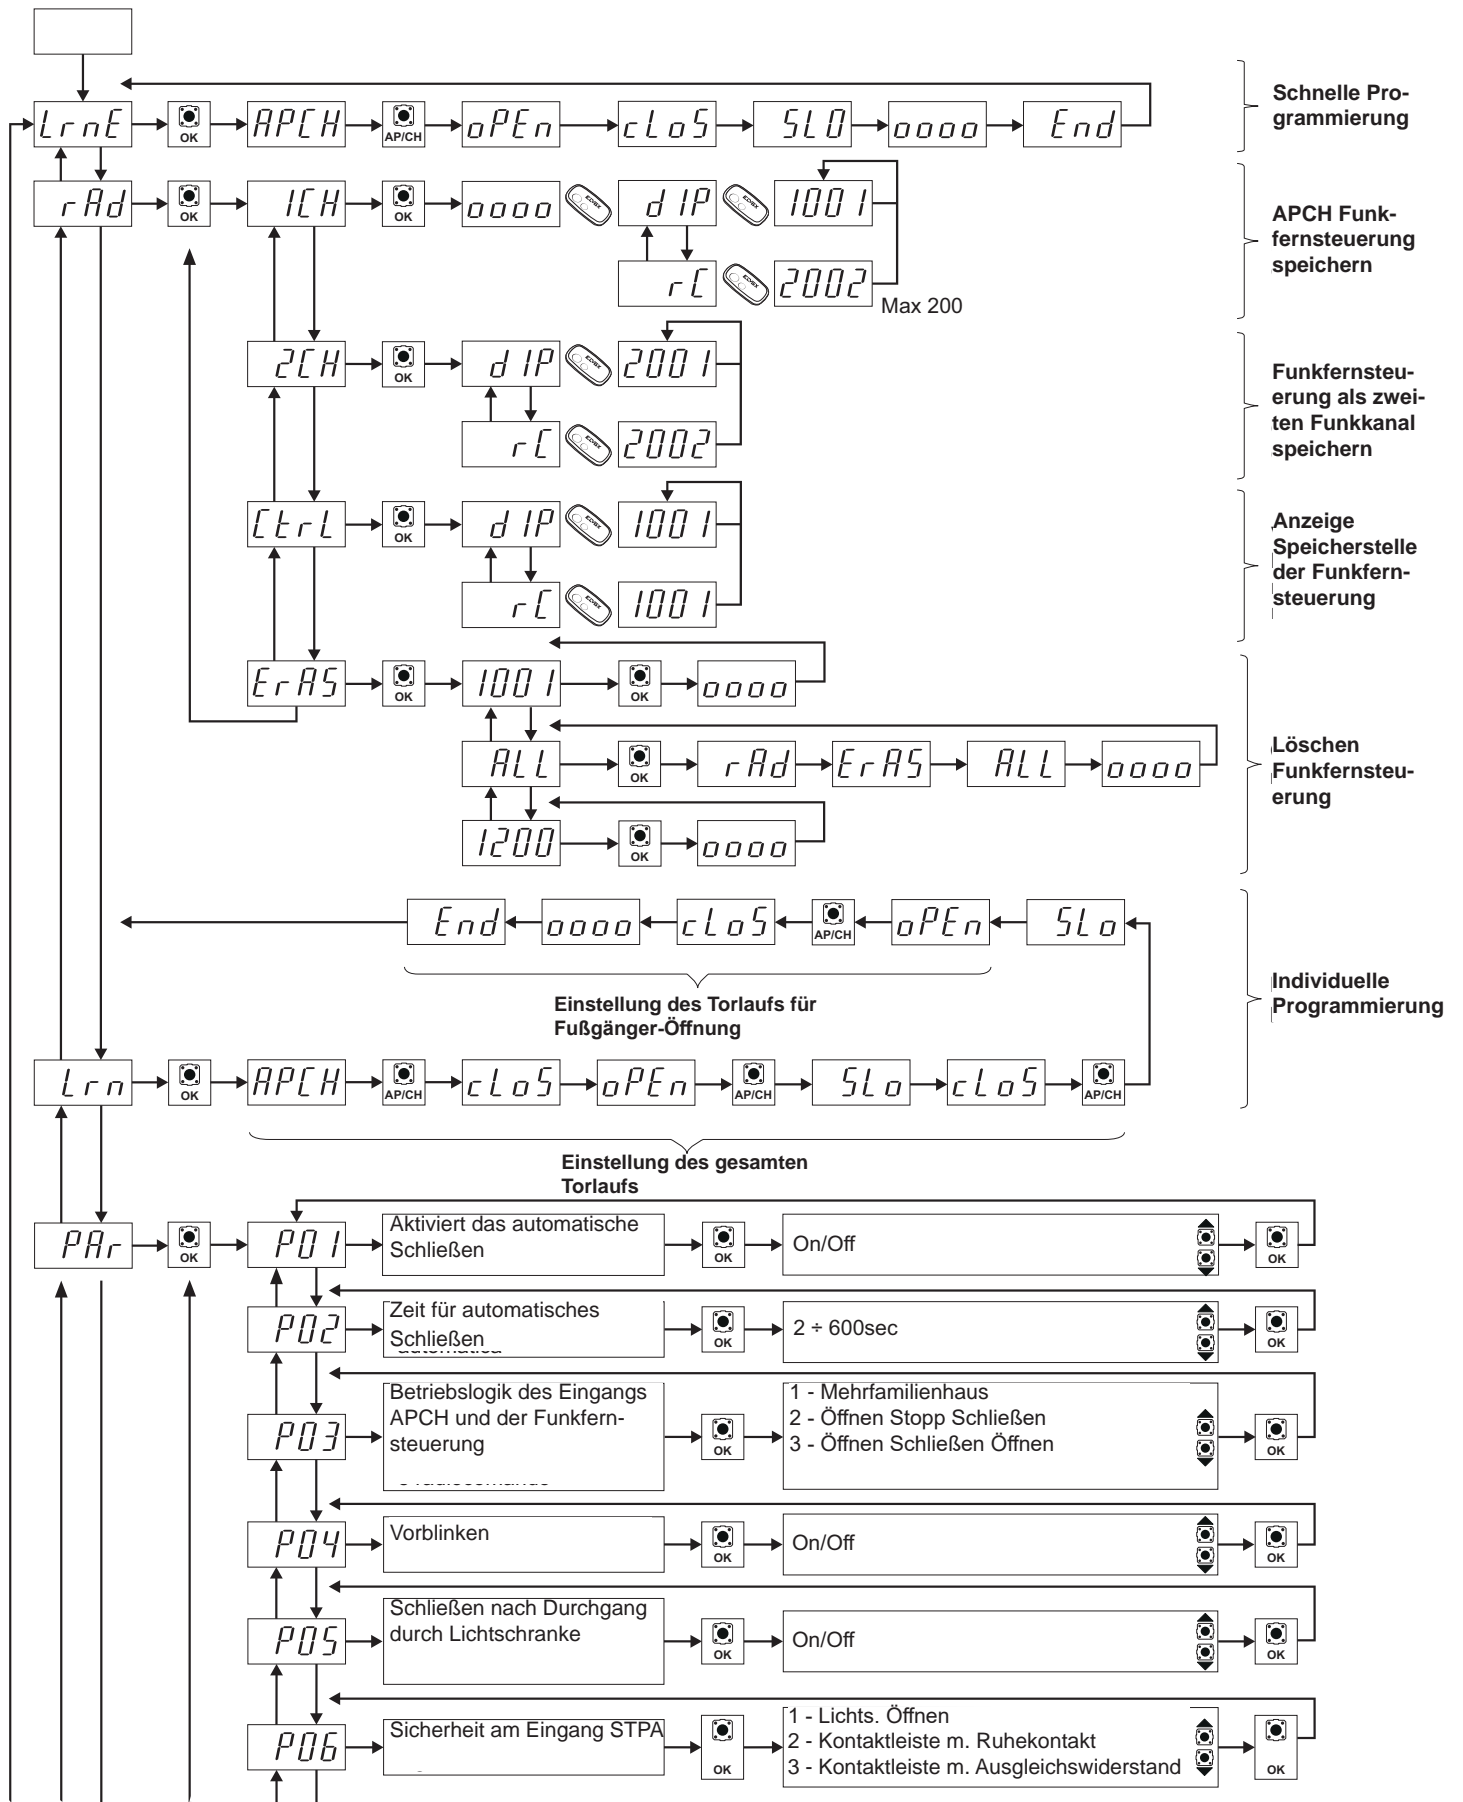 LrnE OK APCH AP/CH oPEn cLoS SLO oooo End
Schnelle Pro-
grammierung
rAd OK 1CH OK oooo dIP 1001
rC 2002
Max 200
APCH Funk-
fernsteuerung
speichern
2CH OK dIP 2001
rC 2002
Funkfernsteu-
erung als zwei-
ten Funkkanal
speichern
CtrL OK dIP 1001
rC 1001
Anzeige
Speicherstelle
der Funkfern-
steuerung
ErAS OK 1001 OK oooo
ALL OK rAd ErAS ALL oooo
1200 OK oooo
Löschen
Funkfernsteu-
erung
End oooo cLoS AP/CH oPEn SLo
Einstellung des Torlaufs für
Fußgänger-Öffnung
Individuelle
Programmierung
Lrn OK APCH AP/CH cLoS oPEn AP/CH SLo cLoS AP/CH
Einstellung des gesamten
Torlaufs
PAr OK P01
Aktiviert das automatische
Schließen
OK On/Off OK
P02
Zeit für automatisches
Schließen
OK 2 ÷ 600sec OK
P03
Betriebslogik des Eingangs
APCH und der Funkfern-
steuerung
OK
1 - Mehrfamilienhaus
2 - Öffnen Stopp Schließen
3 - Öffnen Schließen Öffnen
OK
P04 Vorblinken OK On/Off OK
P05
Schließen nach Durchgang
durch Lichtschranke
OK On/Off OK
P06 Sicherheit am Eingang STPA OK
1 - Lichts. Öffnen
2 - Kontaktleiste m. Ruhekontakt
3 - Kontaktleiste m. Ausgleichswiderstand
OK